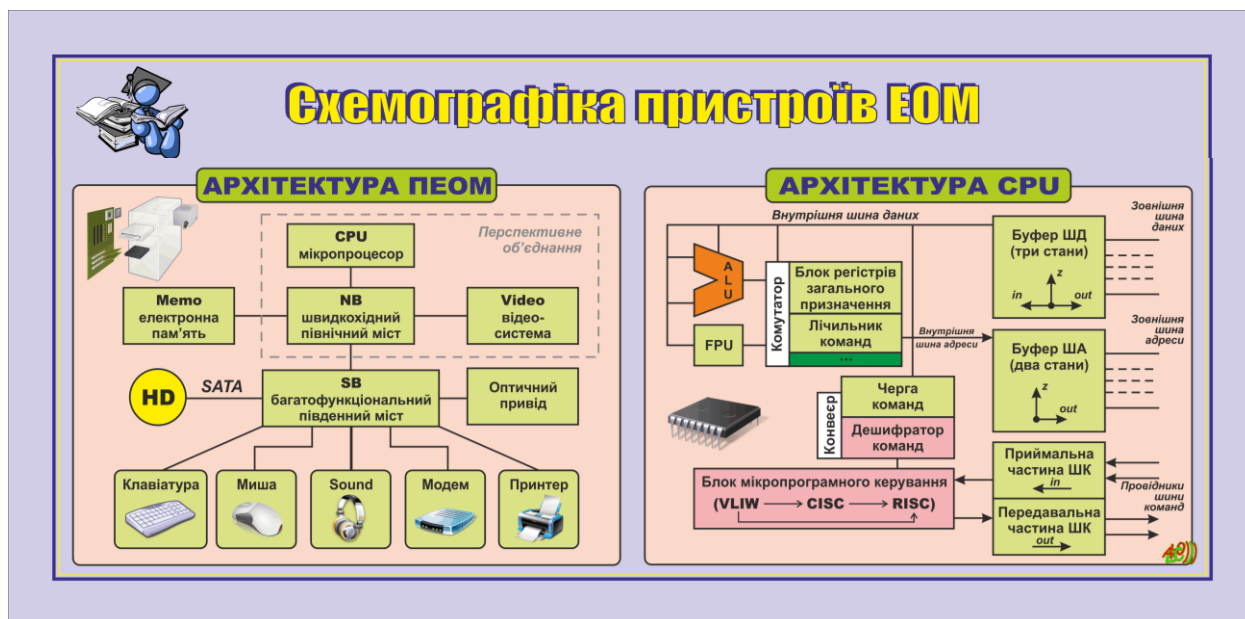 Схемографіка пристроїв ЕОМ
АРХІТЕКТУРА ПЕОМ
Перспективне
об'єднання
CPU
мікропроцесор
Memo
електронна
пам'ять
NB
швидкохідний
північний міст
Video
відео-
система
HD
SATA
SB
багатофункціональний
південний міст
Оптичний
привід
Клавіатура
Миша
Sound
Модем
Принтер
АРХІТЕКТУРА CPU
Внутрішня шина даних
Зовнішня
шина
даних
ALU
Комутатор
Блок регістрів
загального
призначення
Лічильник
команд
...
FPU
Внутрішня
шина адреси
Буфер ШД
(три стани)
z
in
out
Зовнішня
шина
адреси
Буфер ША
(два стани)
z
out
Конвеєр
Черга
команд
Дешифратор
команд
Блок мікропрограмного керування
(VLIW → CISC → RISC)
Приймальна
частина ШК
in
Провідники
шини
команд
Передавальна
частина ШК
out